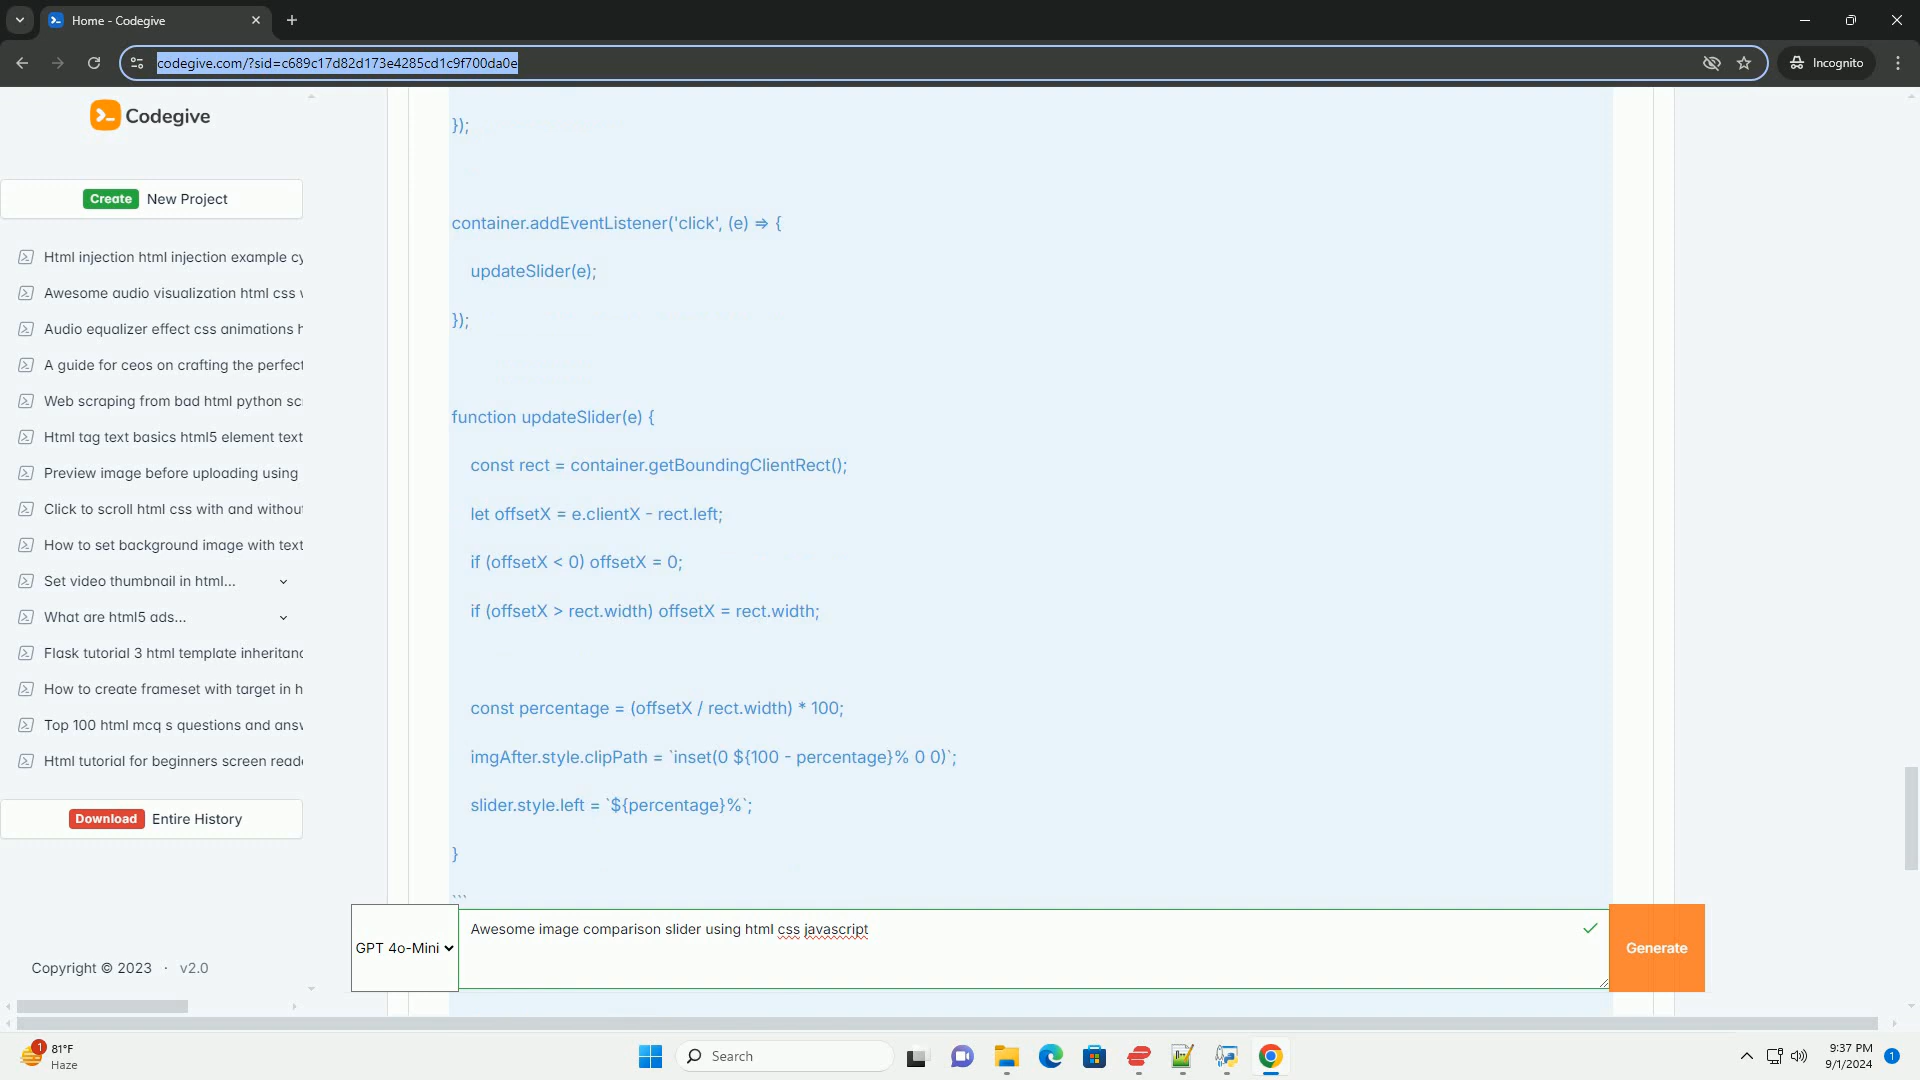 Home - Codegive
codegive.com/?sid=c689c17d82d173e4285cd1c9f700da0e
Incognito
Codegive
Create New Project
Html injection html injection example cy
Awesome audio visualization html css v
Audio equalizer effect css animations h
A guide for ceos on crafting the perfect
Web scraping from bad html python sc
Html tag text basics html5 element text
Preview image before uploading using
Click to scroll html css with and without
How to set background image with text
Set video thumbnail in html...
What are html5 ads...
Flask tutorial 3 html template inheritanc
How to create frameset with target in h
Top 100 html mcq s questions and answ
Html tutorial for beginners screen reade
Download Entire History
Copyright © 2023 · v2.0
});
container.addEventListener('click', (e) => {
updateSlider(e);
});
function updateSlider(e) {
const rect = container.getBoundingClientRect();
let offsetX = e.clientX - rect.left;
if (offsetX < 0) offsetX = 0;
if (offsetX > rect.width) offsetX = rect.width;
const percentage = (offsetX / rect.width) * 100;
imgAfter.style.clipPath = `inset(0 ${100 - percentage}% 0 0)`;
slider.style.left = `${percentage}%`;
}
```
GPT 4o-Mini
Awesome image comparison slider using html css javascript
Generate
1
81°F
Haze
Search
9:37 PM
9/1/2024
1